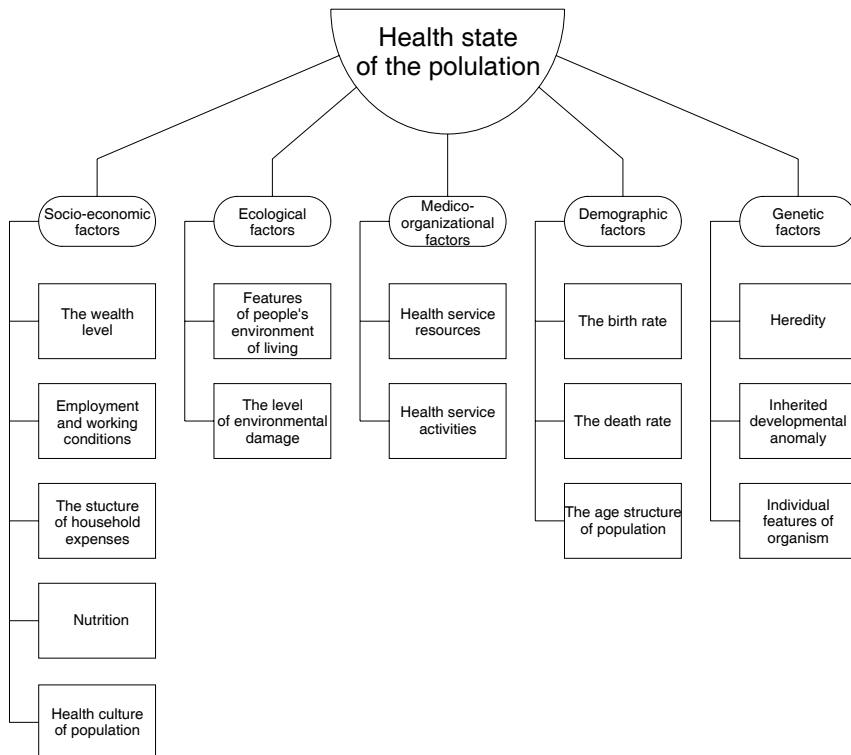 Health state
of the polulation
Socio-economic
factors
Ecological
factors
Medico-
organizational
factors
Demographic
factors
Genetic
factors
The wealth
level
Employment
and working
conditions
The stucture
of household
expenses
Nutrition
Health culture
of population
Features
of people's
environment
of living
The level
of environmental
damage
Health service
resources
Health service
activities
The birth rate
The death rate
The age structure
of population
Heredity
Inherited
developmental
anomaly
Individual
features of
organism